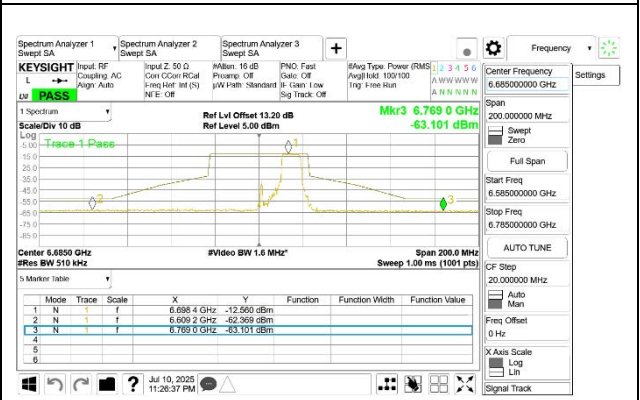 Spectrum Analyzer 1
Swept SA
Spectrum Analyzer 2
Swept SA
Spectrum Analyzer 3
Swept SA
+
Frequency
KEYSIGHT
Input: RF
Coupling: AC
Align: Auto
Input Z: 50 Ω
Corr CCorr RCal
Freq Ref: Int (S)
NFE: Off
#Atten: 16 dB
Preamp: Off
µW Path: Standard
PNO: Fast
Gate: Off
IF Gain: Low
Sig Track: Off
#Avg Type: Power (RMS
Avg|Hold: 100/100
Trig: Free Run
1 2 3 4 5 6
A W W W W W
A N N N N N
L
PASS
1 Spectrum
Scale/Div 10 dB
Ref Lvl Offset 13.20 dB
Ref Level 5.00 dBm
Mkr3 6.769 0 GHz
-63.101 dBm
Log
Trace 1 Pass
-5.00
-15.0
-25.0
-35.0
-45.0
-55.0
-65.0
-75.0
-85.0
1
2
3
Center 6.6850 GHz
#Res BW 510 kHz
#Video BW 1.6 MHz*
Span 200.0 MHz
Sweep 1.00 ms (1001 pts)
5 Marker Table
Mode Trace Scale X Y Function Function Width Function Value
1 N 1 f 6.698 4 GHz -12.560 dBm
2 N 1 f 6.609 2 GHz -62.369 dBm
3 N 1 f 6.769 0 GHz -63.101 dBm
4
5
6
Jul 10, 2025
11:26:37 PM
Center Frequency
6.685000000 GHz
Settings
Span
200.000000 MHz
Swept
Zero
Full Span
Start Freq
6.585000000 GHz
Stop Freq
6.785000000 GHz
AUTO TUNE
CF Step
20.000000 MHz
Auto
Man
Freq Offset
0 Hz
X Axis Scale
Log
Lin
Signal Track